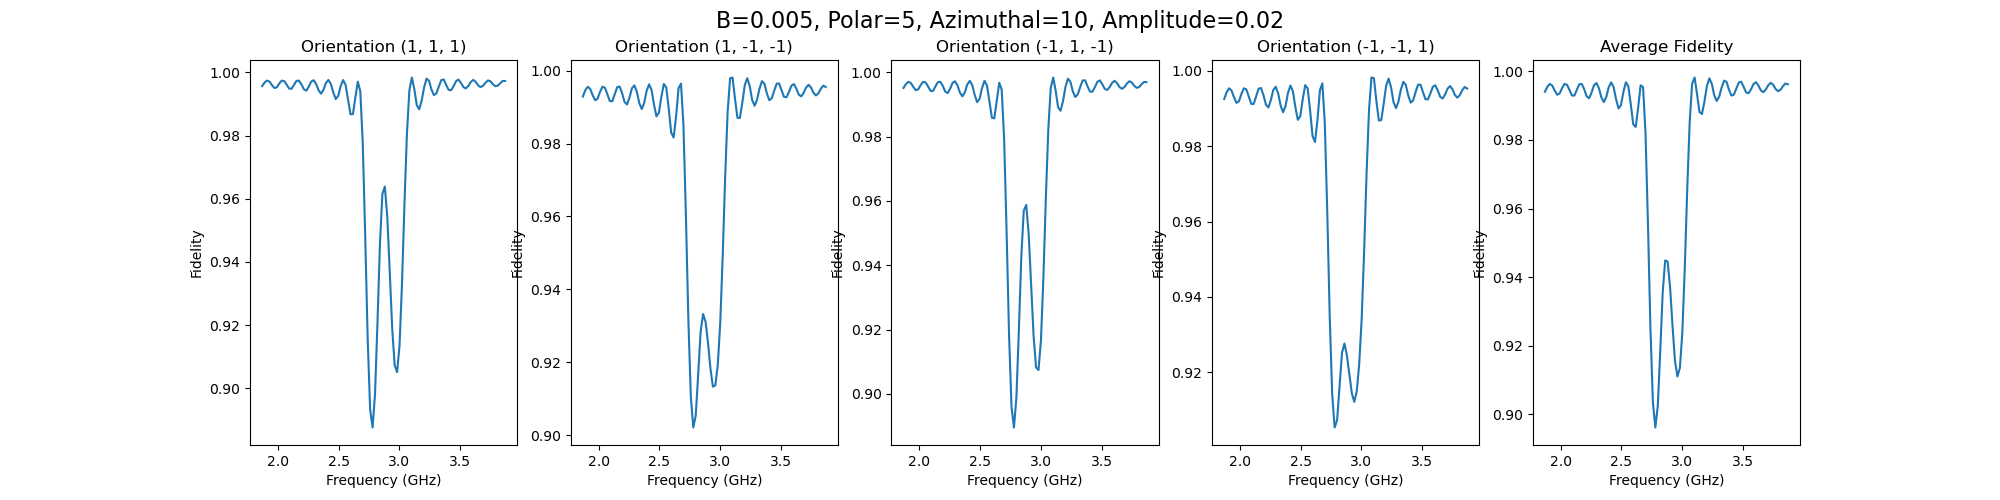 B=0.005, Polar=5, Azimuthal=10, Amplitude=0.02
Orientation (1, 1, 1)
1.00
0.98
0.96
0.94
0.92
0.90
Fidelity
2.0 2.5 3.0 3.5
Frequency (GHz)
Orientation (1, -1, -1)
1.00
0.98
0.96
0.94
0.92
0.90
Fidelity
2.0 2.5 3.0 3.5
Frequency (GHz)
Orientation (-1, 1, -1)
1.00
0.98
0.96
0.94
0.92
0.90
Fidelity
2.0 2.5 3.0 3.5
Frequency (GHz)
Orientation (-1, -1, 1)
1.00
0.98
0.96
0.94
0.92
Fidelity
2.0 2.5 3.0 3.5
Frequency (GHz)
Average Fidelity
1.00
0.98
0.96
0.94
0.92
0.90
Fidelity
2.0 2.5 3.0 3.5
Frequency (GHz)